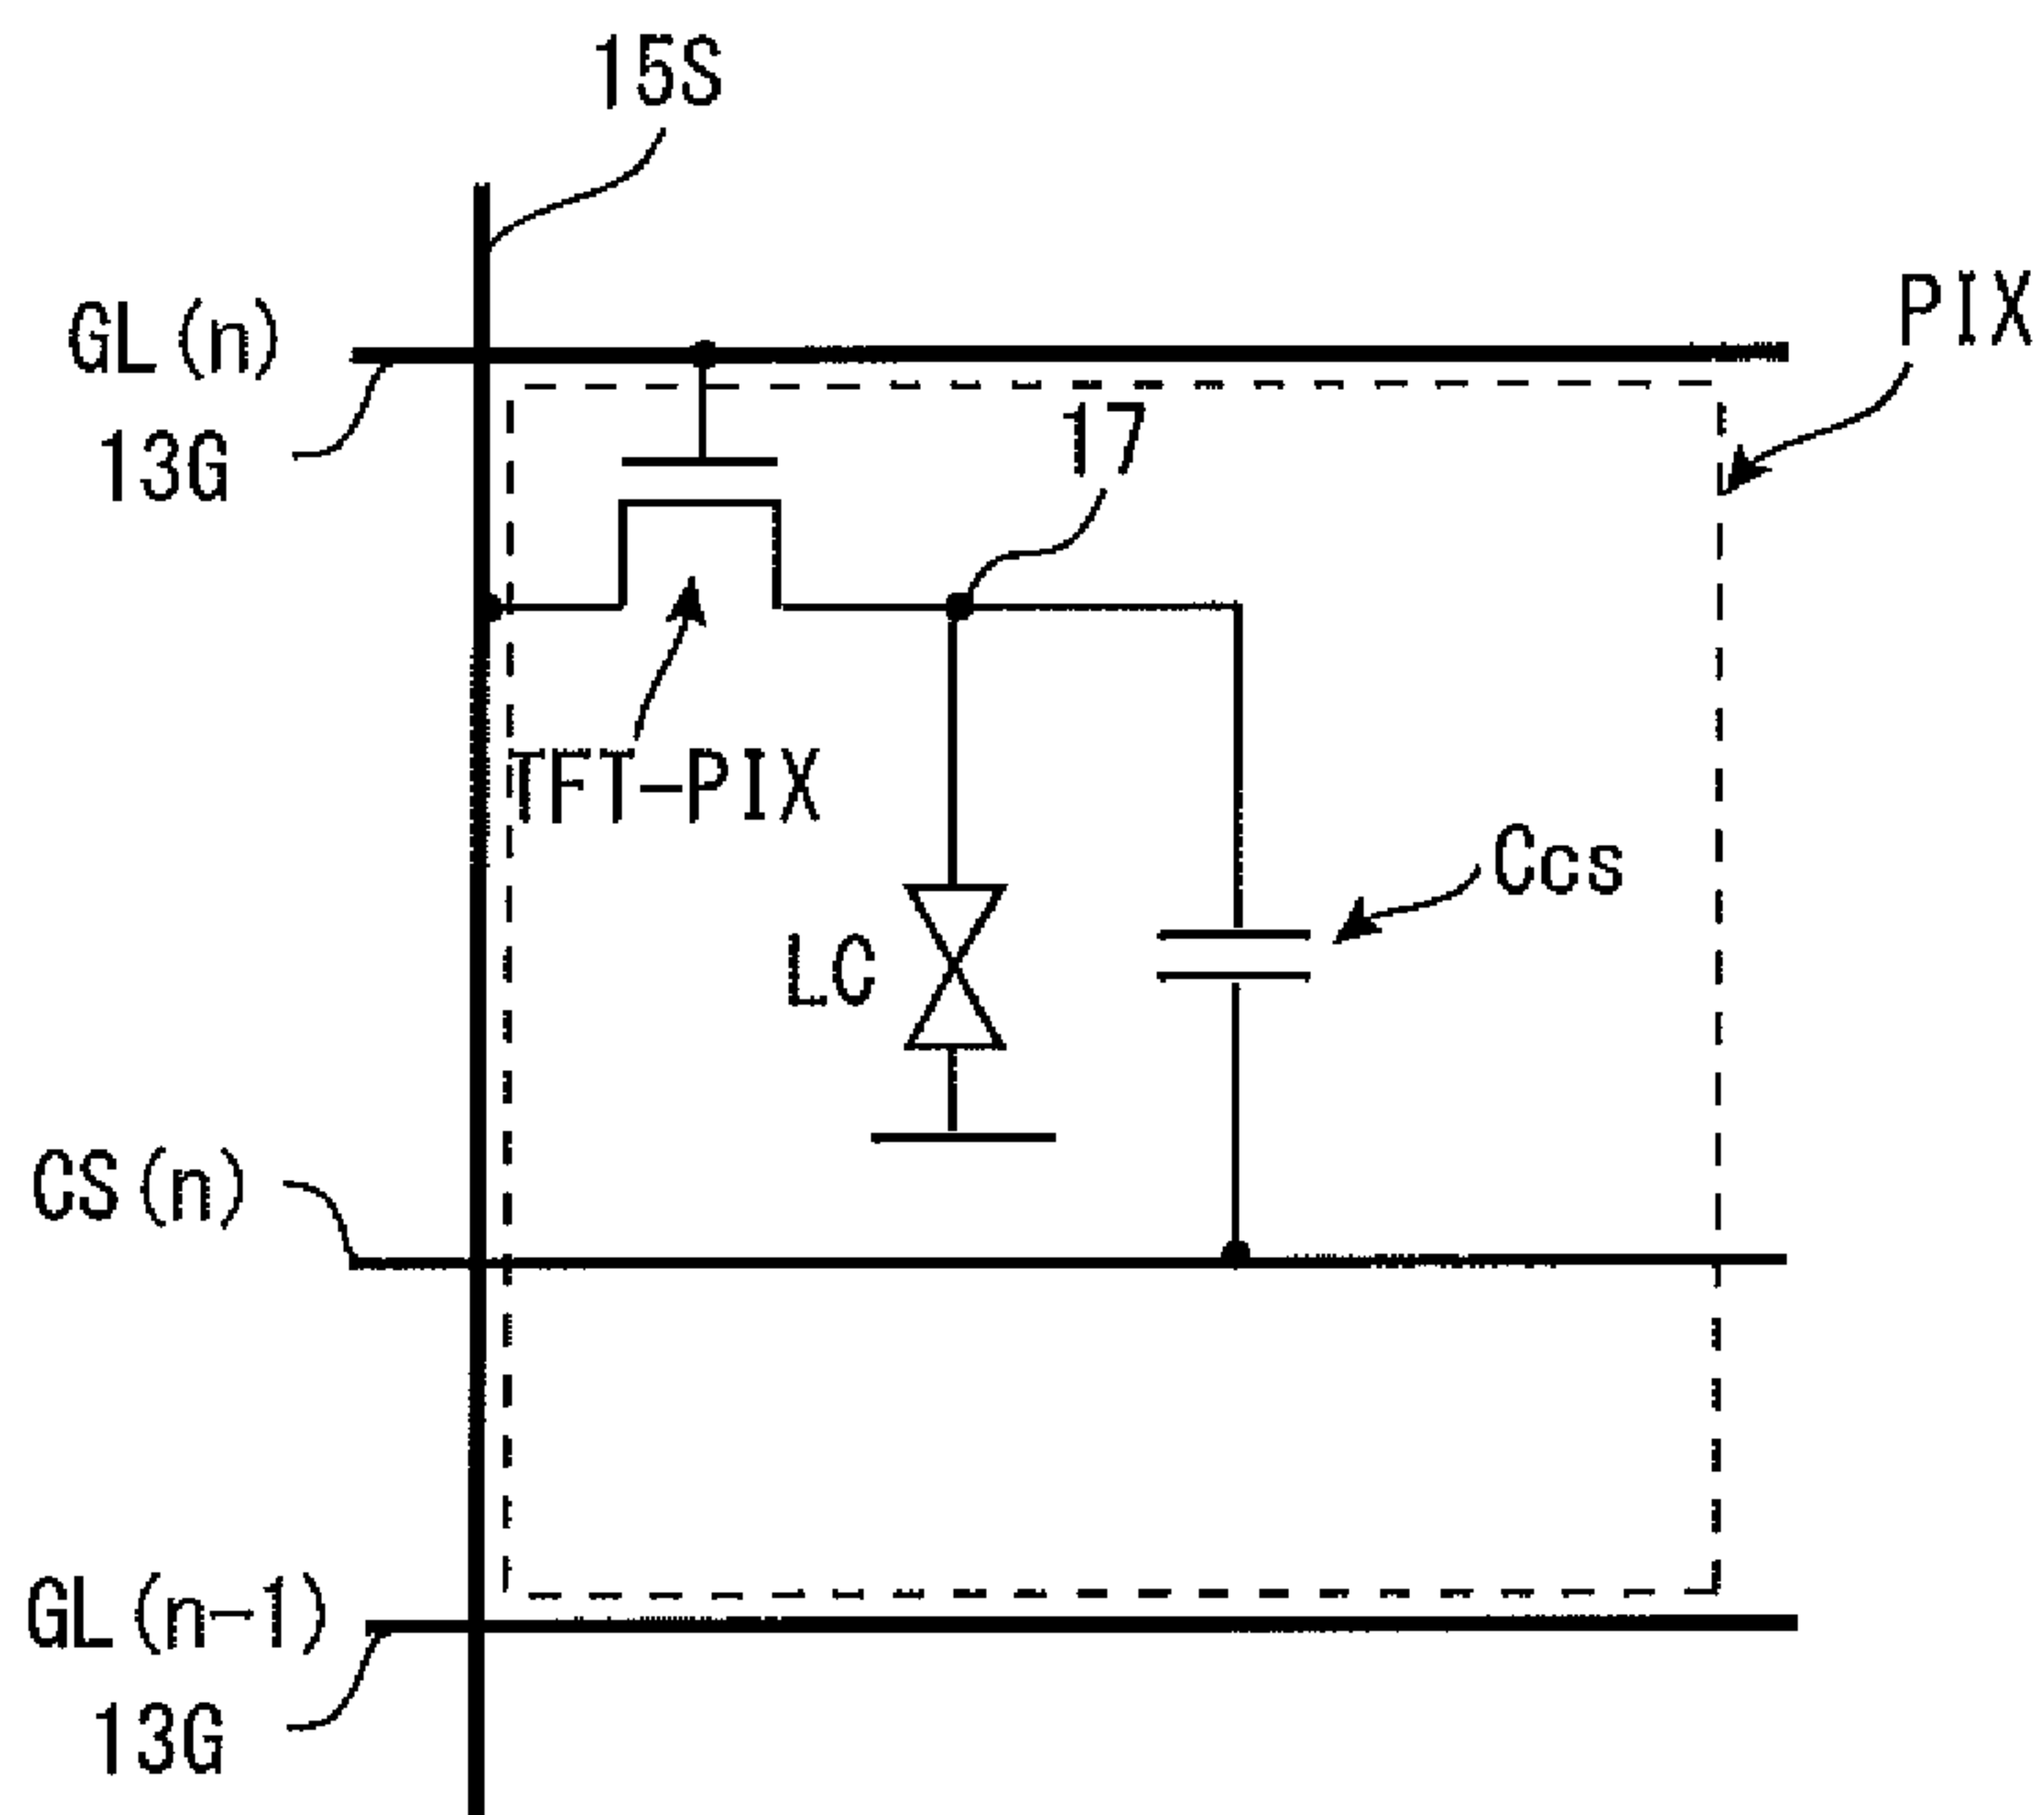 15S
GL(n)
PIX
13G
17
TFT-PIX
Ccs
LC
CS(n)
GL(n-1)
13G